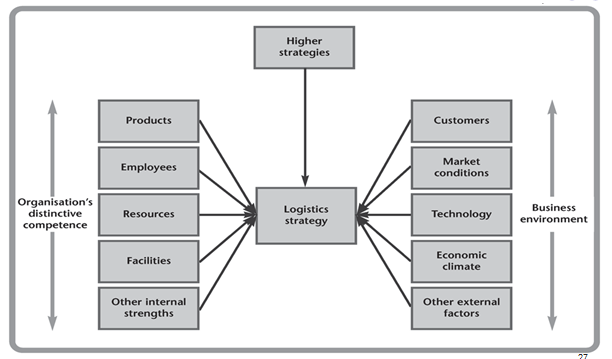 Higher
strategies
Products
Employees
Resources
Facilities
Other internal
strengths
Organisation's
distinctive
competence
Logistics
strategy
Customers
Market
conditions
Technology
Economic
climate
Other external
factors
Business
environment
27